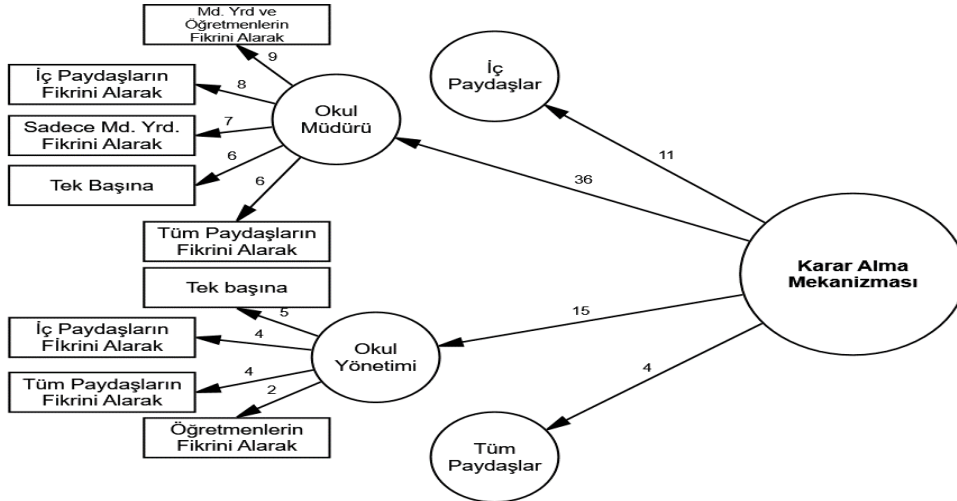 Md. Yrd ve
Öğretmenlerin
Fikrini Alarak
9
İç Paydaşların
Fikrini Alarak
8
Sadece Md. Yrd.
Fikrini Alarak
7
Tek Başına
6
Tüm Paydaşların
Fikrini Alarak
6
Okul
Müdürü
İç
Paydaşlar
11
36
Karar Alma
Mekanizması
15
4
Tek başına
5
İç Paydaşların
Fİkrini Alarak
4
Tüm Paydaşların
Fikrini Alarak
4
Öğretmenlerin
Fikrini Alarak
2
Okul
Yönetimi
Tüm
Paydaşlar